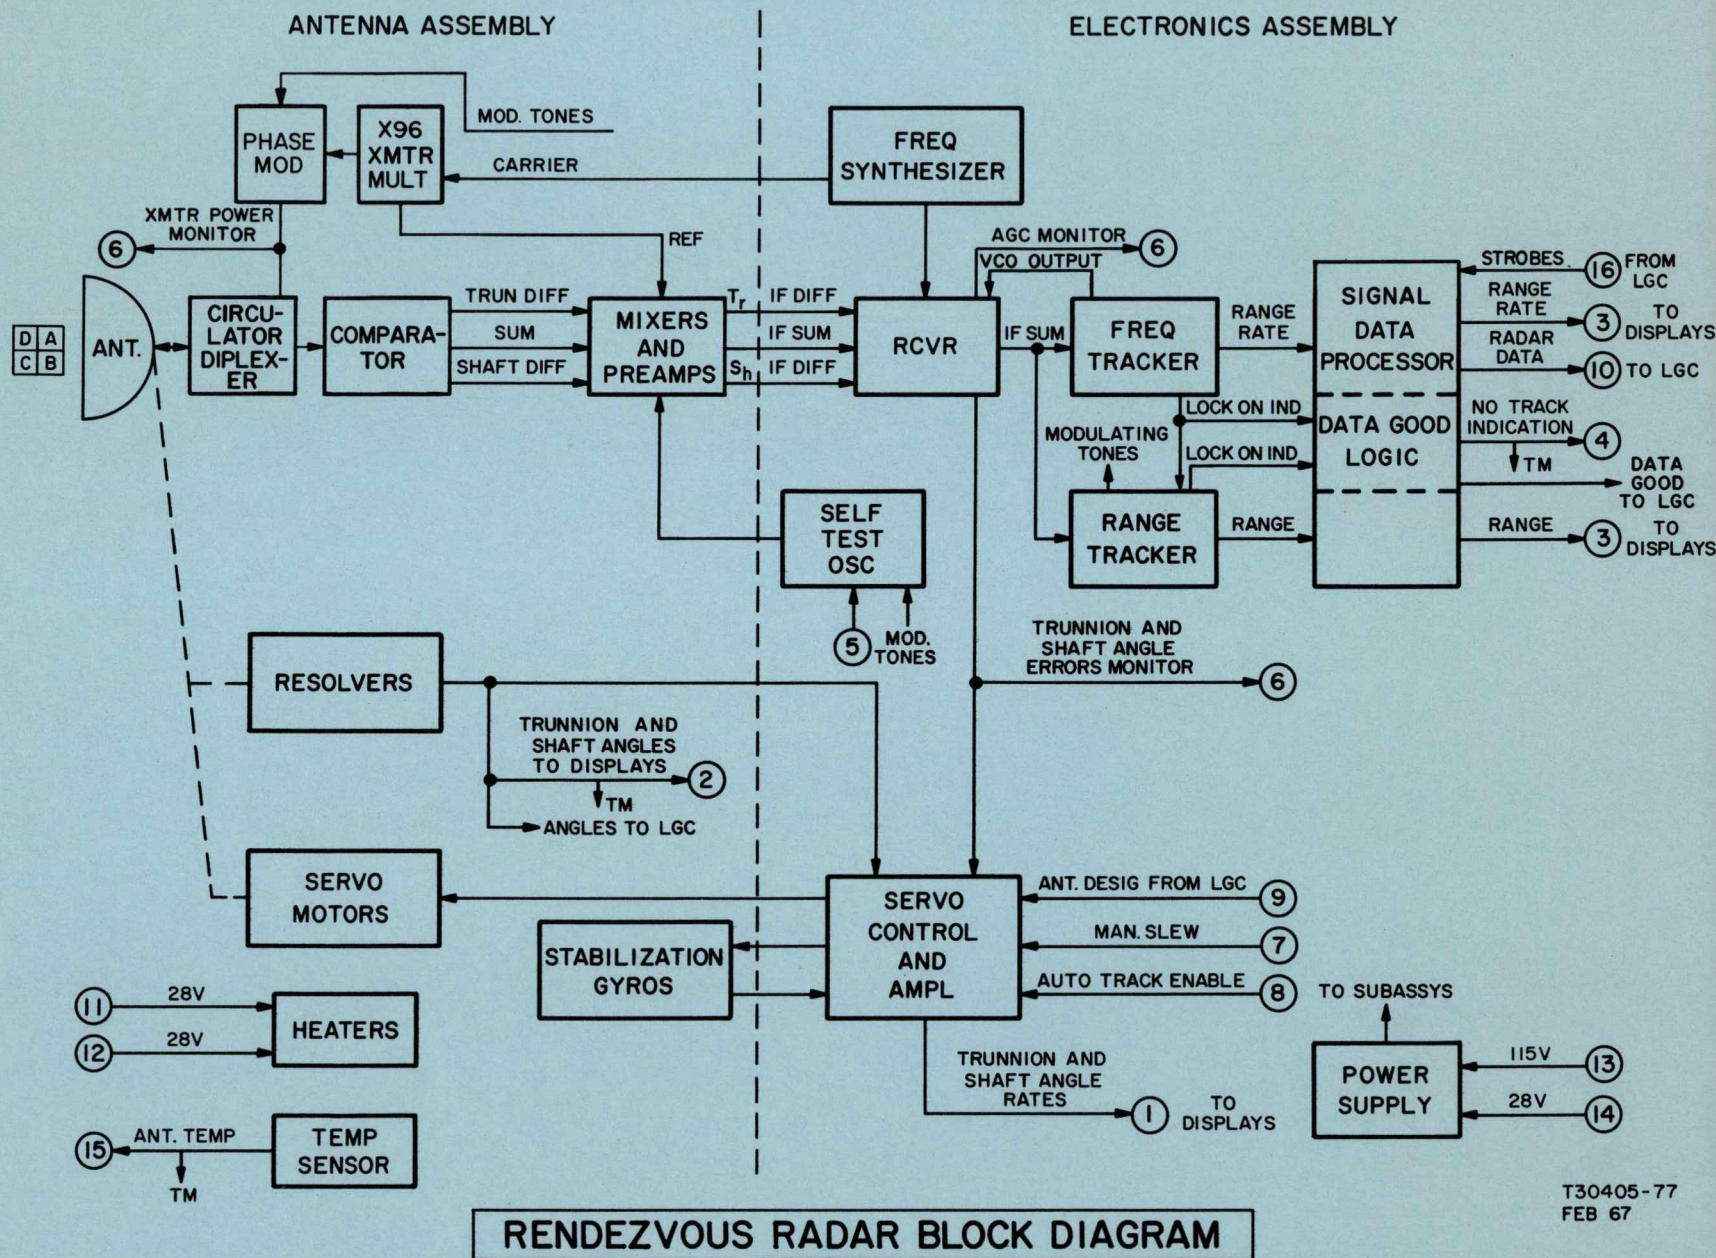 ANTENNA ASSEMBLY
ELECTRONICS ASSEMBLY
MOD. TONES
PHASE
MOD
X96
XMTR
MULT
CARRIER
FREQ
SYNTHESIZER
XMTR POWER
MONITOR
6
REF
AGC MONITOR
6
VCO OUTPUT
STROBES
16
FROM
LGC
D A
C B
ANT.
CIRCU-
LATOR
DIPLEX-
ER
COMPARA-
TOR
TRUN DIFF
SUM
SHAFT DIFF
MIXERS
AND
PREAMPS
Tr
IF DIFF
IF SUM
Sh
IF DIFF
RCVR
IF SUM
FREQ
TRACKER
RANGE
RATE
SIGNAL
DATA
PROCESSOR
RANGE
RATE
3
TO
DISPLAYS
RADAR
DATA
10
TO LGC
LOCK ON IND
MODULATING
TONES
LOCK ON IND
DATA GOOD
LOGIC
NO TRACK
INDICATION
4
TM
DATA
GOOD
TO LGC
SELF
TEST
OSC
RANGE
TRACKER
RANGE
RANGE
3
TO
DISPLAYS
5
MOD.
TONES
TRUNNION AND
SHAFT ANGLE
ERRORS MONITOR
6
RESOLVERS
TRUNNION AND
SHAFT ANGLES
TO DISPLAYS
2
TM
ANGLES TO LGC
SERVO
MOTORS
SERVO
CONTROL
AND
AMPL
ANT. DESIG FROM LGC
9
MAN. SLEW
7
AUTO TRACK ENABLE
8
STABILIZATION
GYROS
11
28V
12
28V
HEATERS
TO SUBASSYS
POWER
SUPPLY
115V
13
28V
14
TRUNNION AND
SHAFT ANGLE
RATES
1
TO
DISPLAYS
15
ANT. TEMP
TM
TEMP
SENSOR
T30405-77
FEB 67
RENDEZVOUS RADAR BLOCK DIAGRAM